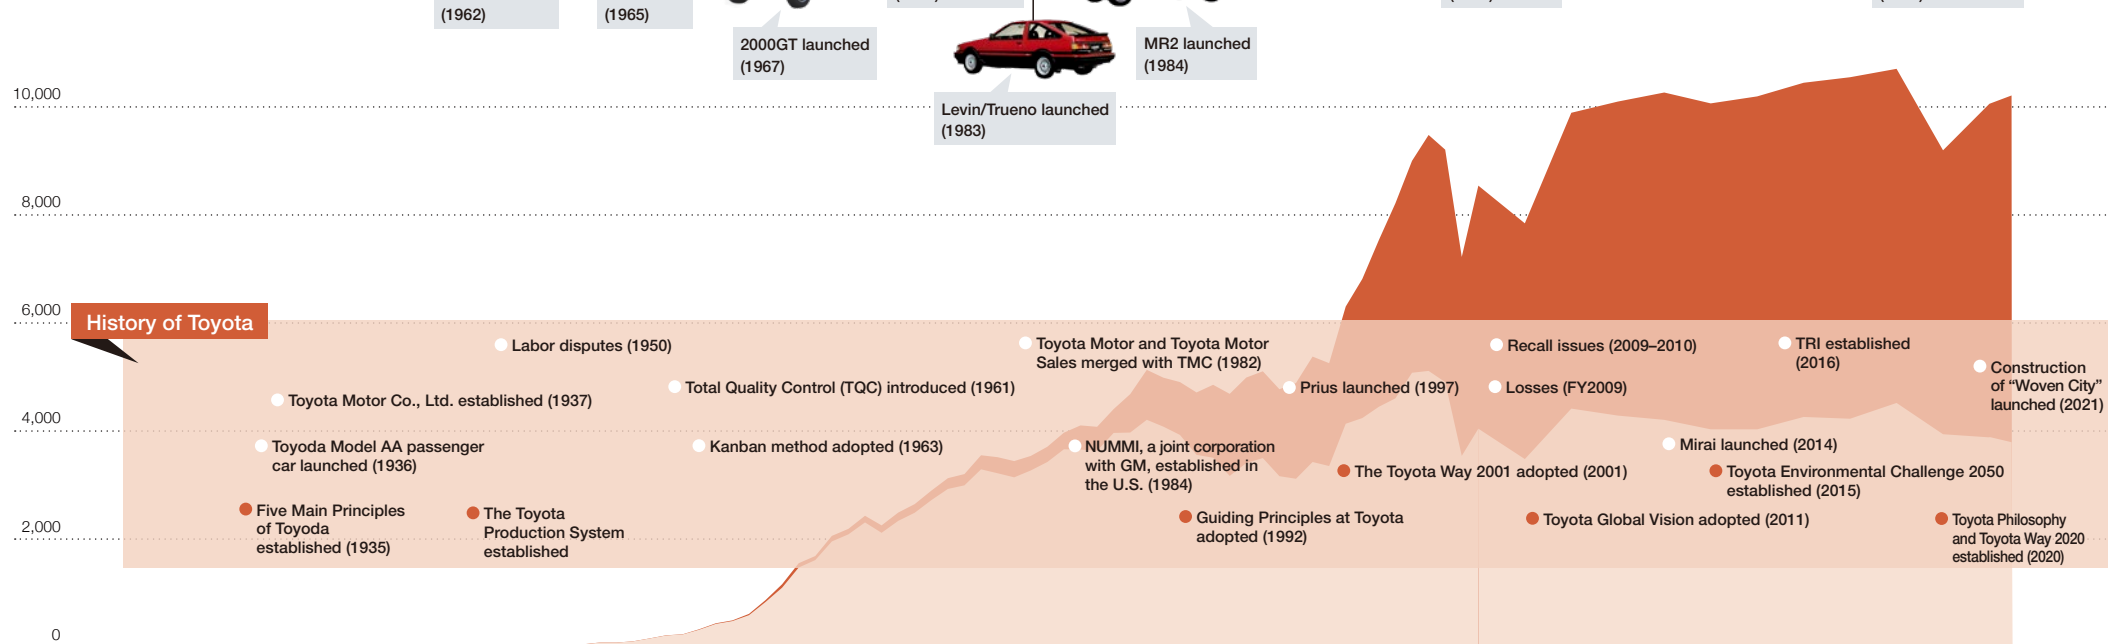 (1962)
(1965)
2000GT launched
(1967)
MR2 launched
(1984)
Levin/Trueno launched
(1983)
10,000
8,000
6,000
4,000
2,000
0
History of Toyota
Labor disputes (1950)
Toyota Motor Co., Ltd. established (1937)
Toyoda Model AA passenger
car launched (1936)
Five Main Principles
of Toyoda
established (1935)
The Toyota
Production System
established
Total Quality Control (TQC) introduced (1961)
Kanban method adopted (1963)
Toyota Motor and Toyota Motor
Sales merged with TMC (1982)
NUMMI, a joint corporation
with GM, established in
the U.S. (1984)
Guiding Principles at Toyota
adopted (1992)
Prius launched (1997)
The Toyota Way 2001 adopted (2001)
Recall issues (2009–2010)
Losses (FY2009)
Toyota Global Vision adopted (2011)
Mirai launched (2014)
Toyota Environmental Challenge 2050
established (2015)
TRI established
(2016)
Toyota Philosophy
and Toyota Way 2020
established (2020)
Construction
of “Woven City”
launched (2021)